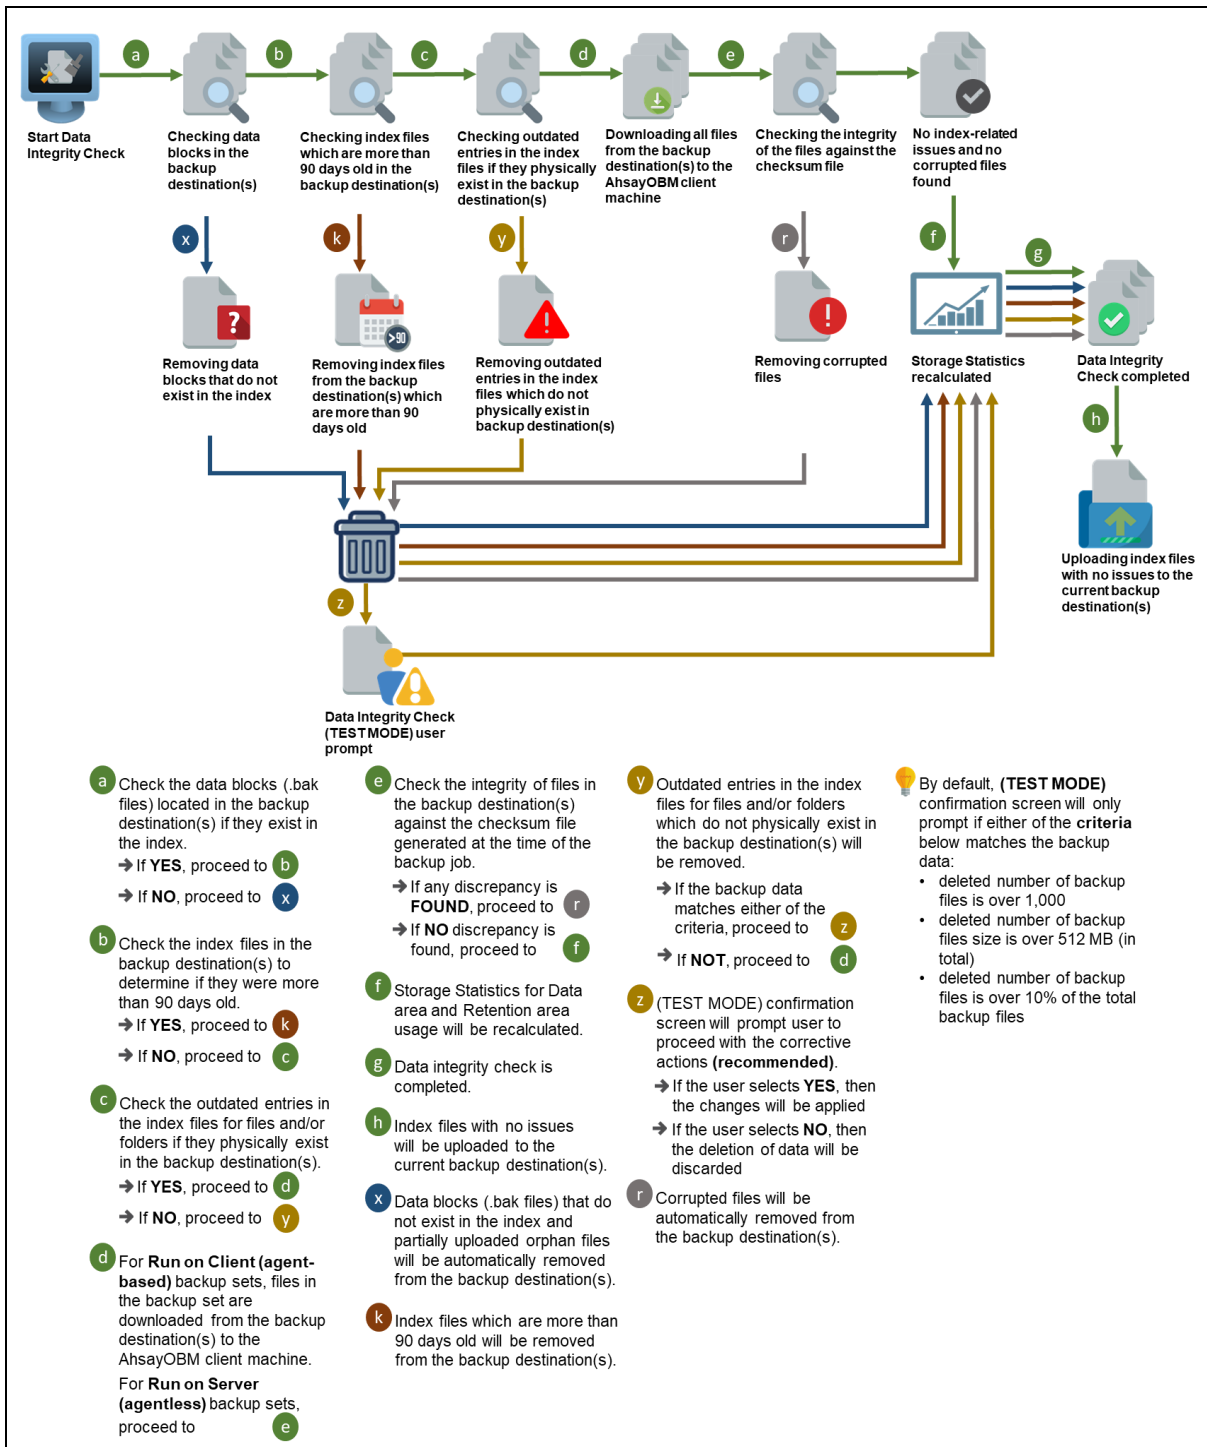 a
b
c
d
e
Start Data
Integrity Check
Checking data
blocks in the
backup
destination(s)
Checking index files
which are more than
90 days old in the
backup destination(s)
Checking outdated
entries in the index
files if they physically
exist in the backup
destination(s)
Downloading all files
from the backup
destination(s) to the
AhsayOBM client
machine
Checking the integrity
of the files against the
checksum file
No index-related
issues and no
corrupted files
found
x
k
y
r
f
g
?
>90
!
!
Removing data
blocks that do not
exist in the index
Removing index files
from the backup
destination(s) which
are more than 90
days old
Removing outdated
entries in the index
files which do not
physically exist in
backup destination(s)
Removing corrupted
files
Storage Statistics
recalculated
Data Integrity
Check completed
h
Uploading index files
with no issues to the
current backup
destination(s)
z
Data Integrity Check
(TEST MODE) user
prompt
a Check the data blocks (.bak
files) located in the backup
destination(s) if they exist in
the index.
➔ If YES, proceed to b
➔ If NO, proceed to x
b Check the index files in the
backup destination(s) to
determine if they were more
than 90 days old.
➔ If YES, proceed to k
➔ If NO, proceed to c
c Check the outdated entries in
the index files for files and/or
folders if they physically exist
in the backup destination(s).
➔ If YES, proceed to d
➔ If NO, proceed to y
d For Run on Client (agent-
based) backup sets, files in
the backup set are
downloaded from the backup
destination(s) to the
AhsayOBM client machine.
For Run on Server
(agentless) backup sets,
proceed to e
e Check the integrity of files in
the backup destination(s)
against the checksum file
generated at the time of the
backup job.
➔ If any discrepancy is
FOUND, proceed to r
➔ If NO discrepancy is
found, proceed to f
f Storage Statistics for Data
area and Retention area
usage will be recalculated.
g Data integrity check is
completed.
h Index files with no issues
will be uploaded to the
current backup destination(s).
x Data blocks (.bak files) that do
not exist in the index and
partially uploaded orphan files
will be automatically removed
from the backup destination(s).
k Index files which are more than
90 days old will be removed
from the backup destination(s).
y Outdated entries in the index
files for files and/or folders
which do not physically exist in
the backup destination(s) will
be removed.
➔ If the backup data
matches either of the
criteria, proceed to z
➔ If NOT, proceed to d
z (TEST MODE) confirmation
screen will prompt user to
proceed with the corrective
actions (recommended).
➔ If the user selects YES, then
the changes will be applied
➔ If the user selects NO, then
the deletion of data will be
discarded
r Corrupted files will be
automatically removed from
the backup destination(s).
By default, (TEST MODE)
confirmation screen will only
prompt if either of the criteria
below matches the backup
data:
• deleted number of backup
files is over 1,000
• deleted number of backup
files size is over 512 MB (in
total)
• deleted number of backup
files is over 10% of the total
backup files